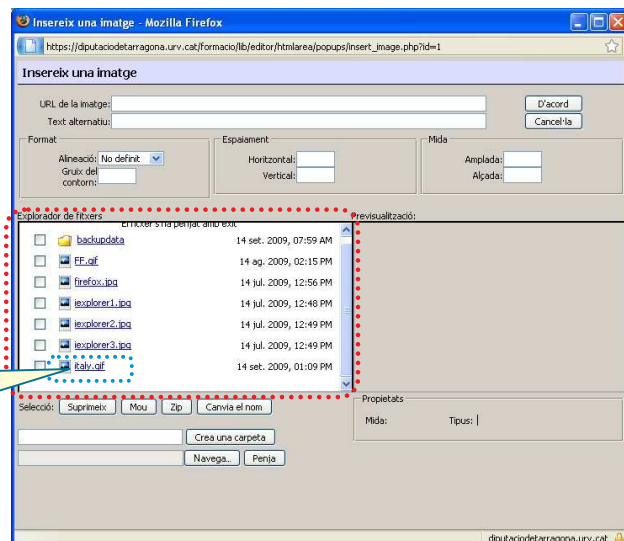 Insereix una imatge - Mozilla Firefox
https://diputaciodetarragona.urv.cat/formacio/lib/editor/htmlarea/popups/insert_image.php?id=1
Insereix una imatge
URL de la imatge:
D'acord
Text alternatiu:
Cancel·la
Format
Espaiament
Mida
Alineació: No definit
Horitzontal:
Amplada:
Gruix del
contorn:
Vertical:
Alçada:
Explorador de fitxers
Previsualització:
El fitxer s'ha penjat amb èxit
backupdata 14 set. 2009, 07:59 AM
FF.gif 14 ag. 2009, 02:15 PM
firefox.jpg 14 jul. 2009, 12:56 PM
iexplorer1.jpg 14 jul. 2009, 12:48 PM
iexplorer2.jpg 14 jul. 2009, 12:49 PM
iexplorer3.jpg 14 jul. 2009, 12:49 PM
italy.gif 14 set. 2009, 01:09 PM
Selecció: Suprimeix Mou Zip Canvia el nom
Propietats
Mida: Tipus:
Crea una carpeta
Navega... Penja
diputaciodetarragona.urv.cat